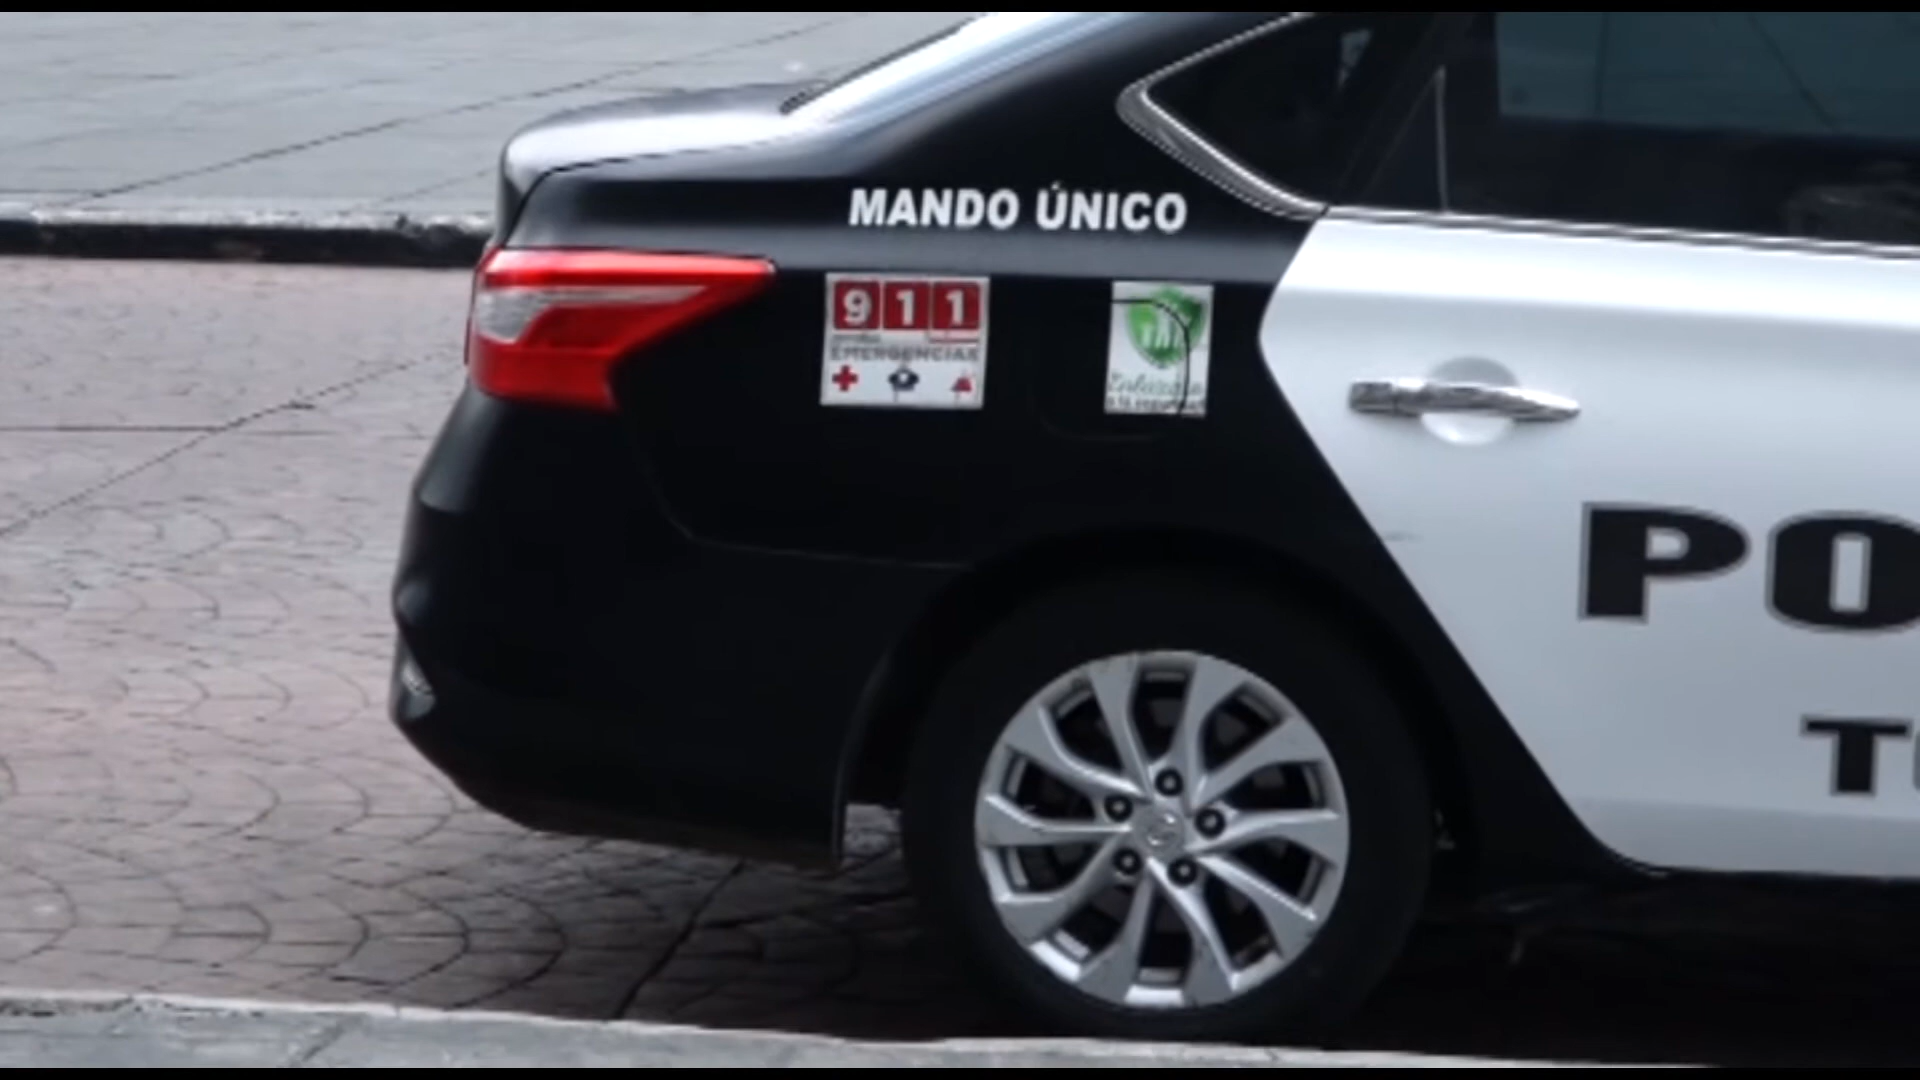 MANDO ÚNICO
911
EMERGENCIAS
PO
T